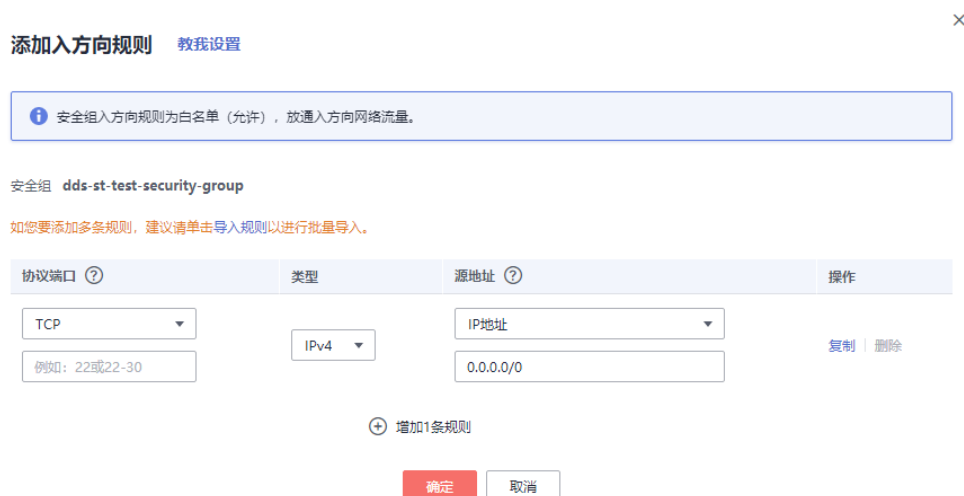 添加入方向规则 教我设置
安全组入方向规则为白名单（允许），放通入方向网络流量。
安全组 dds-st-test-security-group
如您要添加多条规则，建议请单击导入规则以进行批量导入。
协议端口 ? 类型 源地址 ? 操作
TCP IP地址
IPv4 复制 删除
例如：22或22-30 0.0.0.0/0
增加1条规则
确定 取消